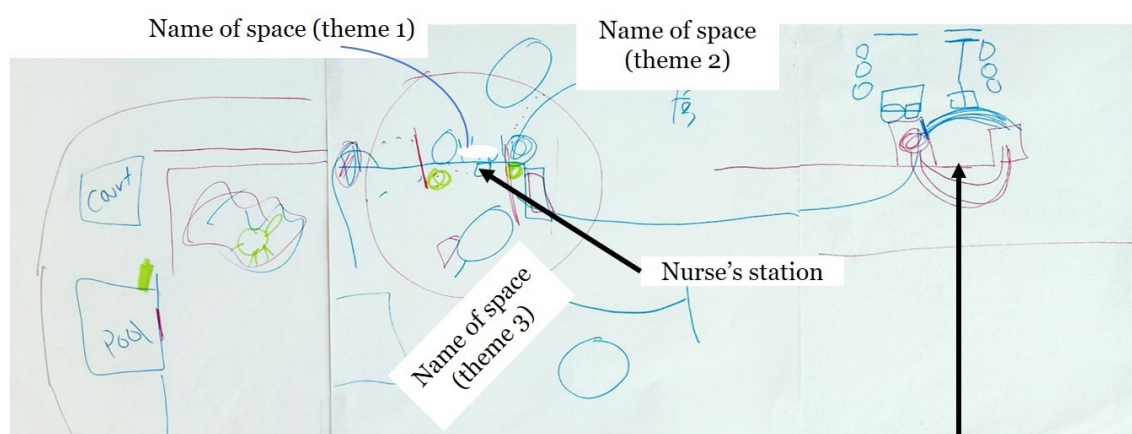 Name of space (theme 1)
Name of space
(theme 2)
Court
Pool
Nurse's station
Name of space
(theme 3)